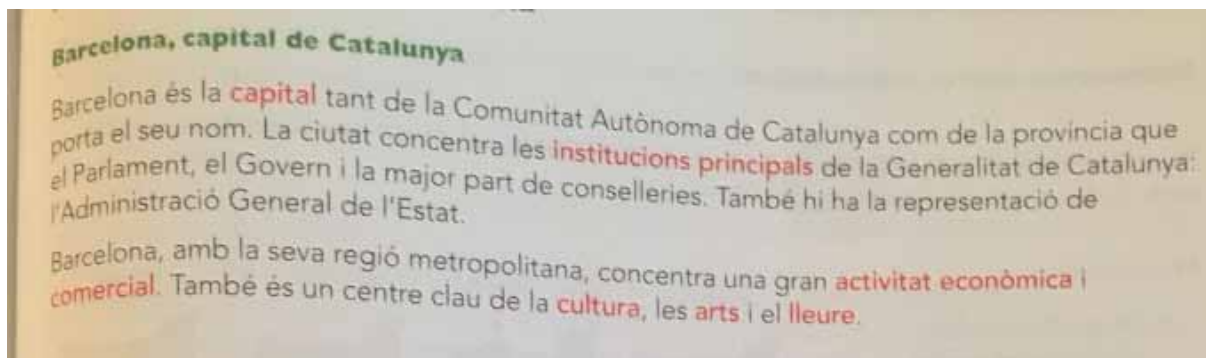 Barcelona, capital de Catalunya
Barcelona és la capital tant de la Comunitat Autònoma de Catalunya com de la província que
porta el seu nom. La ciutat concentra les institucions principals de la Generalitat de Catalunya:
el Parlament, el Govern i la major part de conselleries. També hi ha la representació de
l'Administració General de l'Estat.
Barcelona, amb la seva regió metropolitana, concentra una gran activitat econòmica i
comercial. També és un centre clau de la cultura, les arts i el lleure.